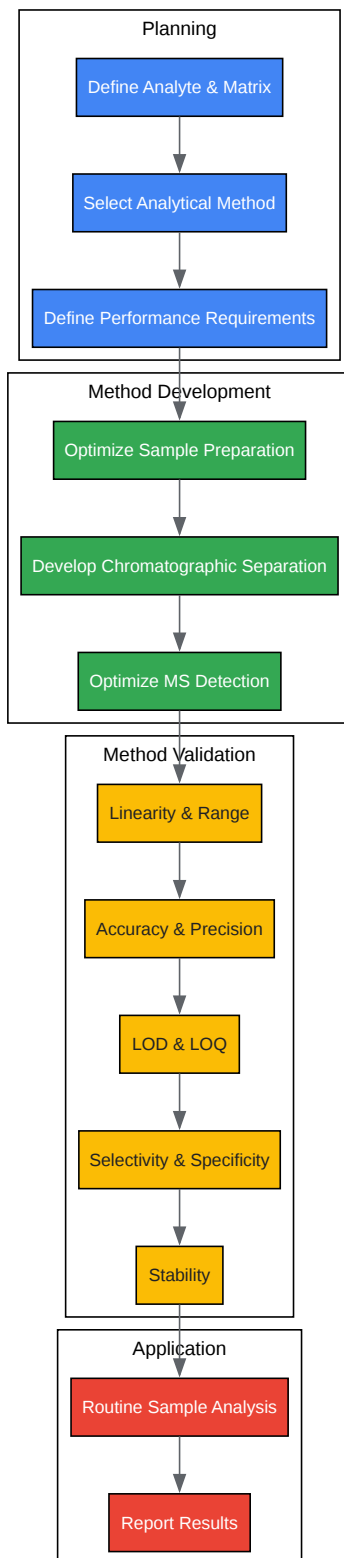 Planning
Define Analyte & Matrix
Select Analytical Method
Define Performance Requirements
Method Development
Optimize Sample Preparation
Develop Chromatographic Separation
Optimize MS Detection
Method Validation
Linearity & Range
Accuracy & Precision
LOD & LOQ
Selectivity & Specificity
Stability
Application
Routine Sample Analysis
Report Results